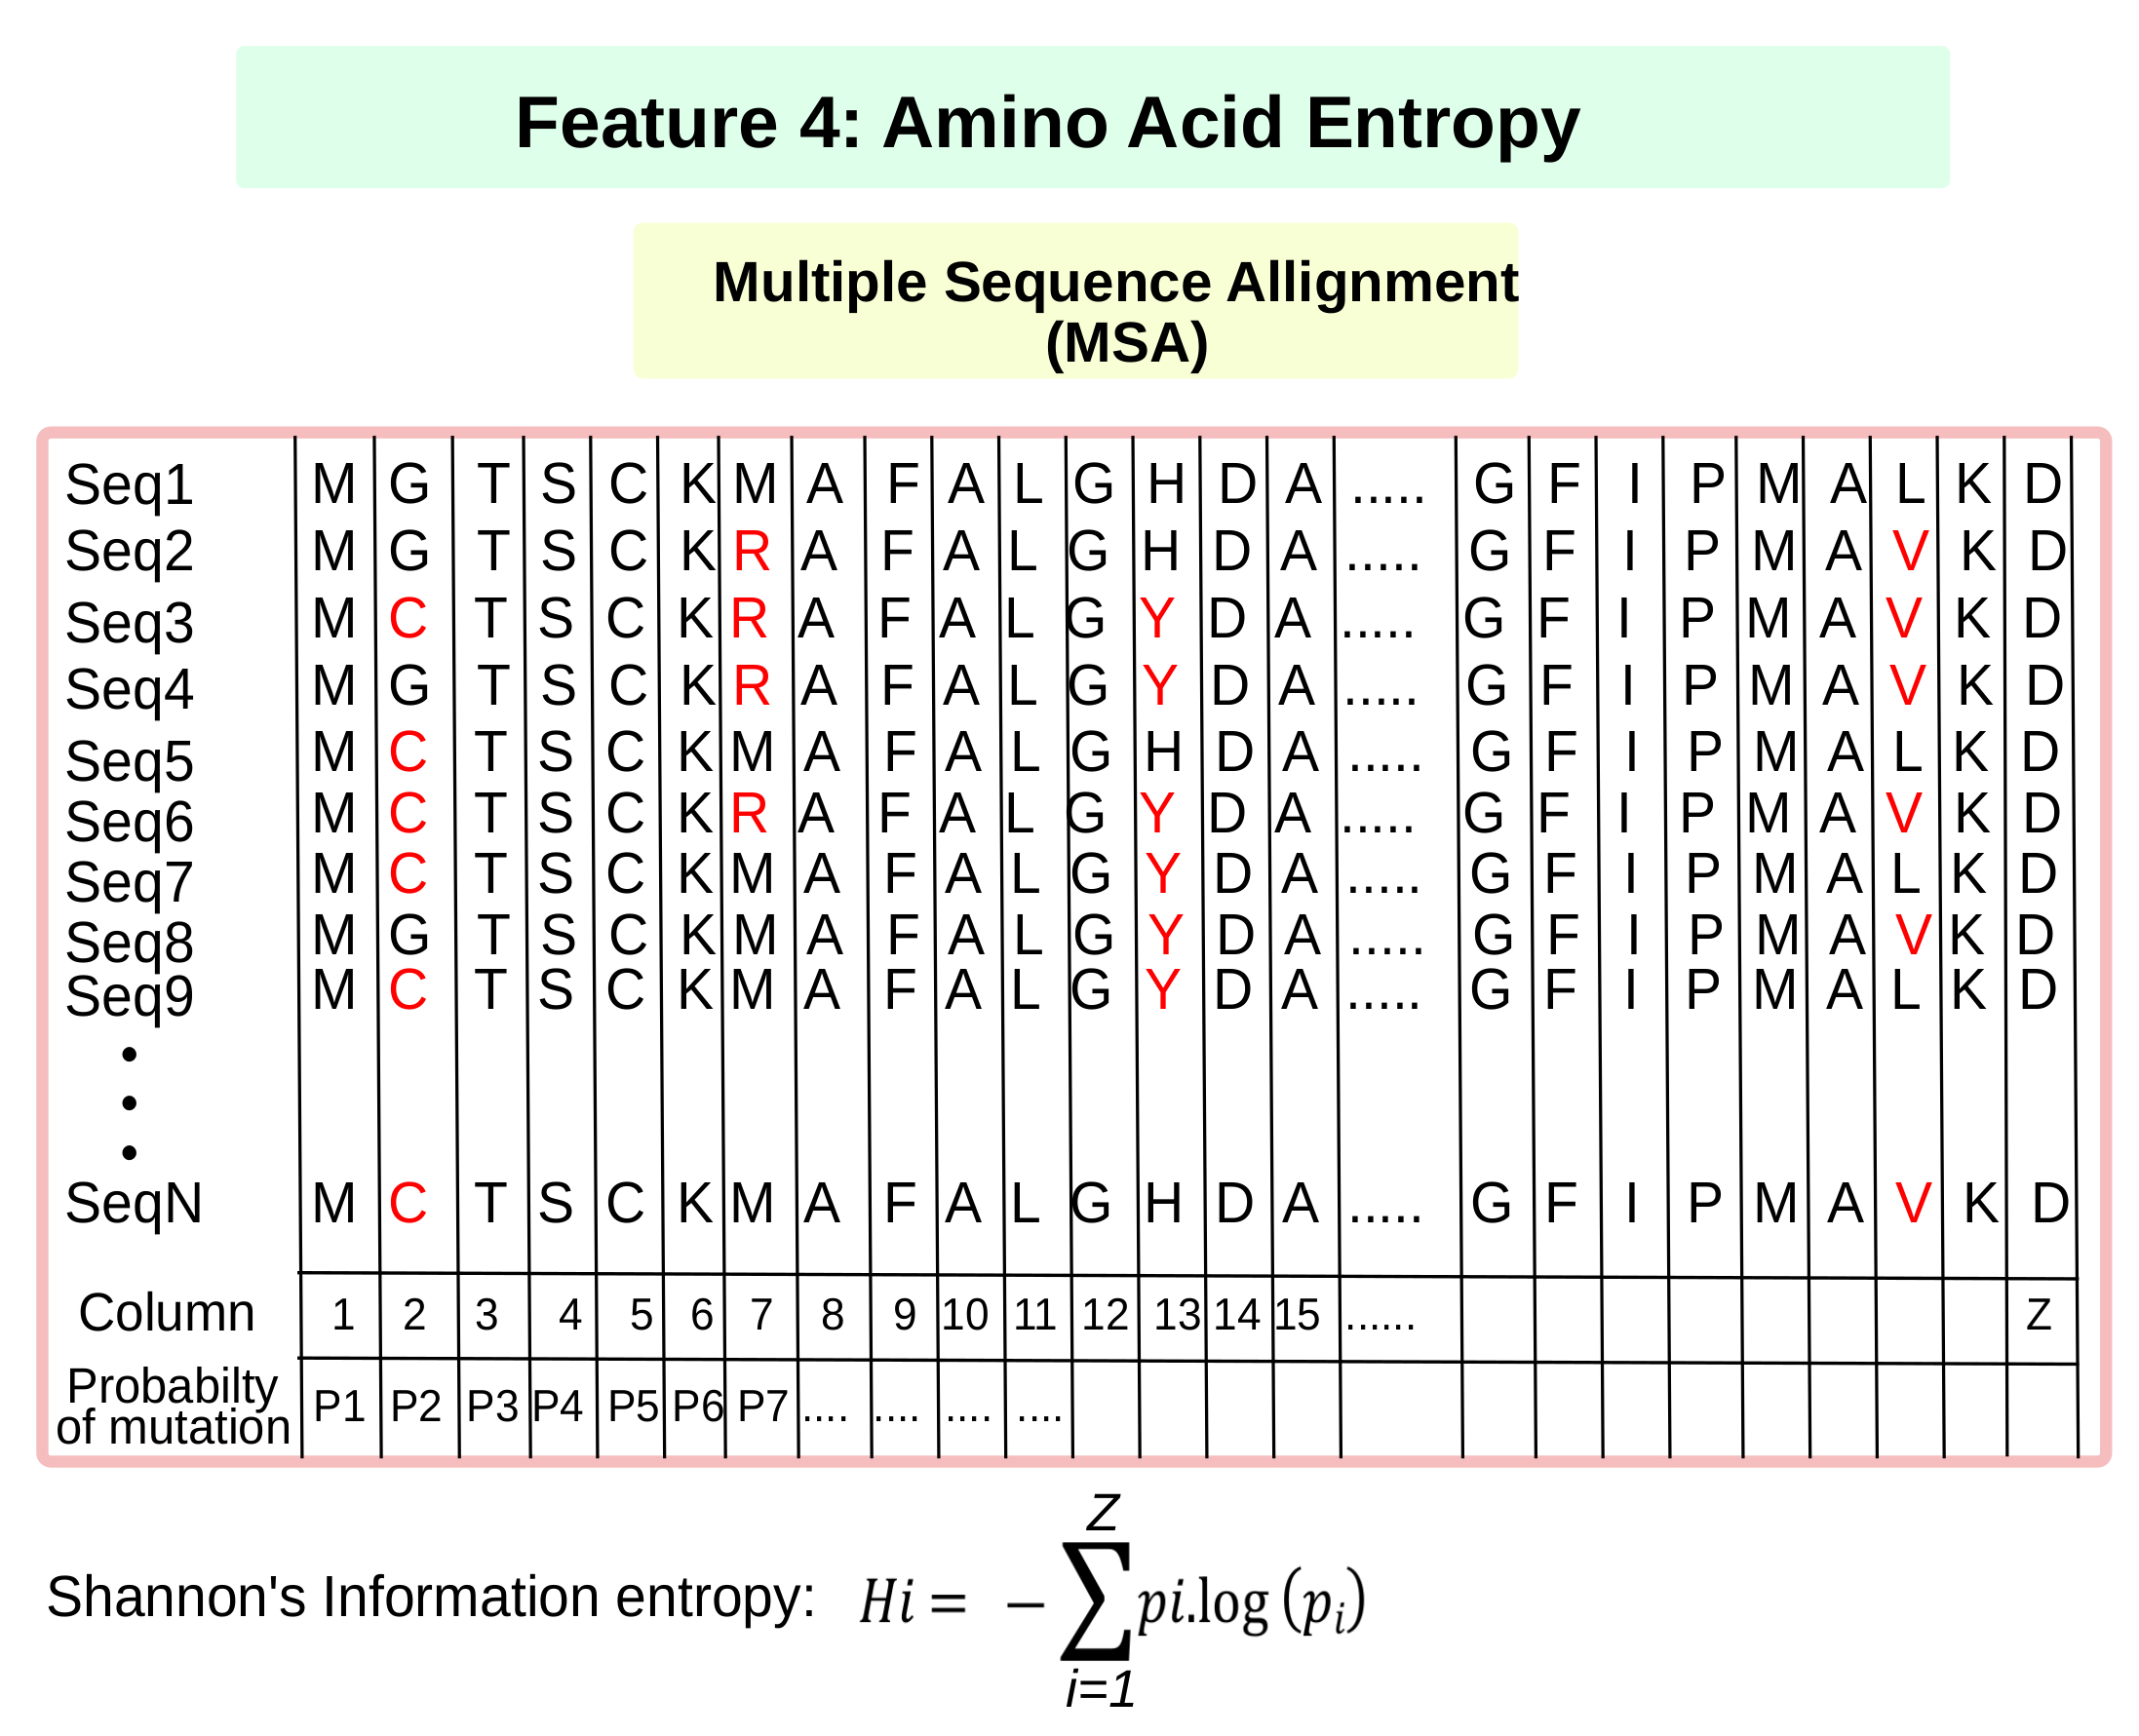 Feature 4: Amino Acid Entropy
Multiple Sequence Allignment
(MSA)
Seq1 M G T S C K M A F A L G H D A ..... G F I P M A L K D
Seq2 M G T S C K R A F A L G H D A ..... G F I P M A V K D
Seq3 M C T S C K R A F A L G Y D A ..... G F I P M A V K D
Seq4 M G T S C K R A F A L G Y D A ..... G F I P M A V K D
Seq5 M C T S C K M A F A L G H D A ..... G F I P M A L K D
Seq6 M C T S C K R A F A L G Y D A ..... G F I P M A V K D
Seq7 M C T S C K M A F A L G Y D A ..... G F I P M A L K D
Seq8 M G T S C K M A F A L G Y D A ..... G F I P M A V K D
Seq9 M C T S C K M A F A L G Y D A ..... G F I P M A L K D
•
•
•
SeqN M C T S C K M A F A L G H D A ..... G F I P M A V K D
Column 1 2 3 4 5 6 7 8 9 10 11 12 13 14 15 ...... Z
Probabilty
of mutation P1 P2 P3 P4 P5 P6 P7 .... .... .... ....
Shannon's Information entropy: Hi = − ∑ i=1 Z pi.log (p_i)